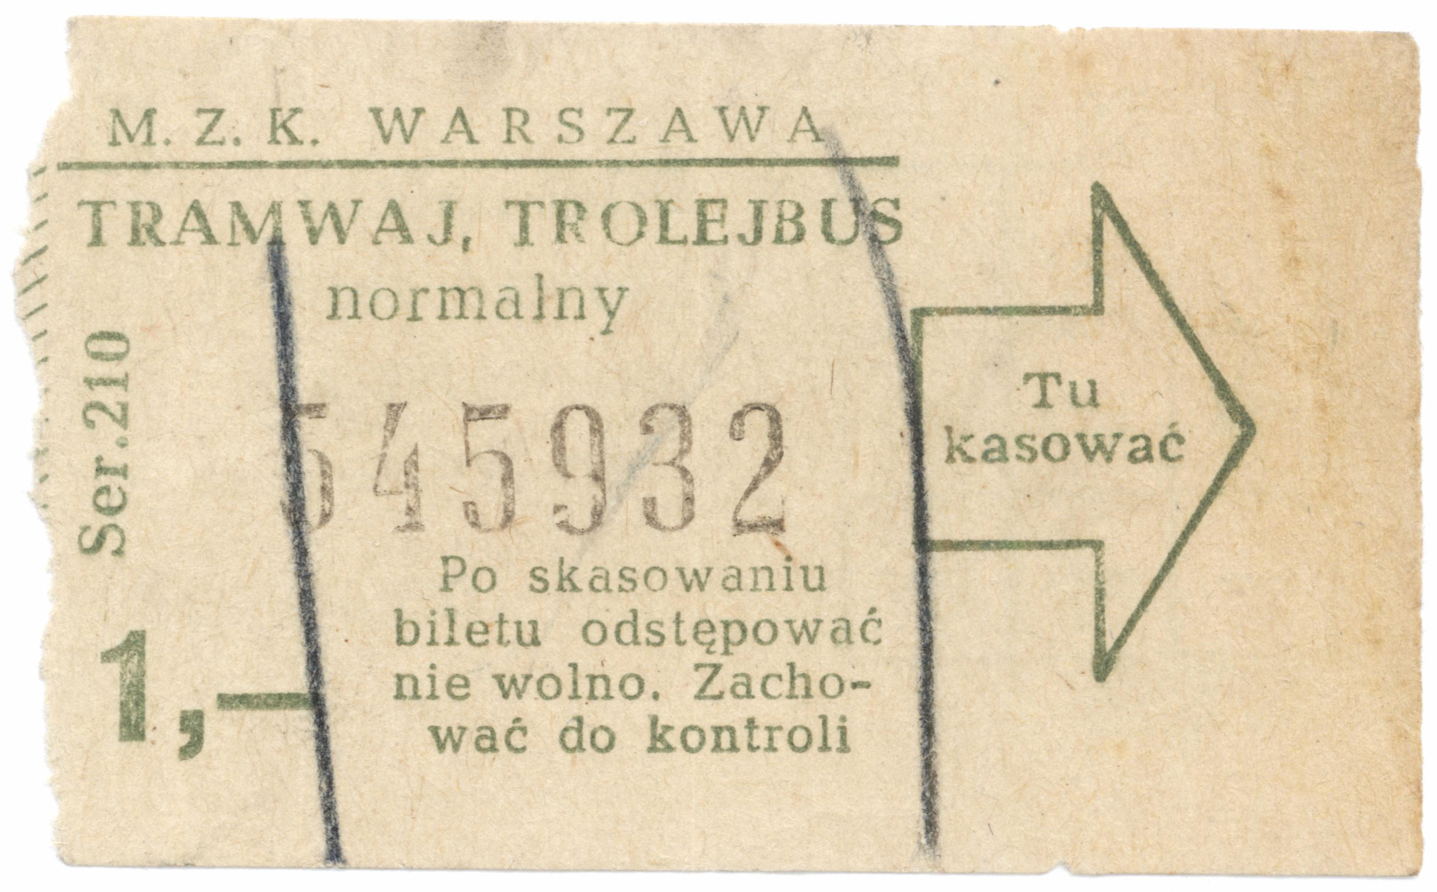 M. Z. K. WARSZAWA
TRAMWAJ, TROLEJBUS
normalny
Ser.210
545932
1,—
Po skasowaniu
biletu odstępować
nie wolno. Zacho-
wać do kontroli
Tu
kasować